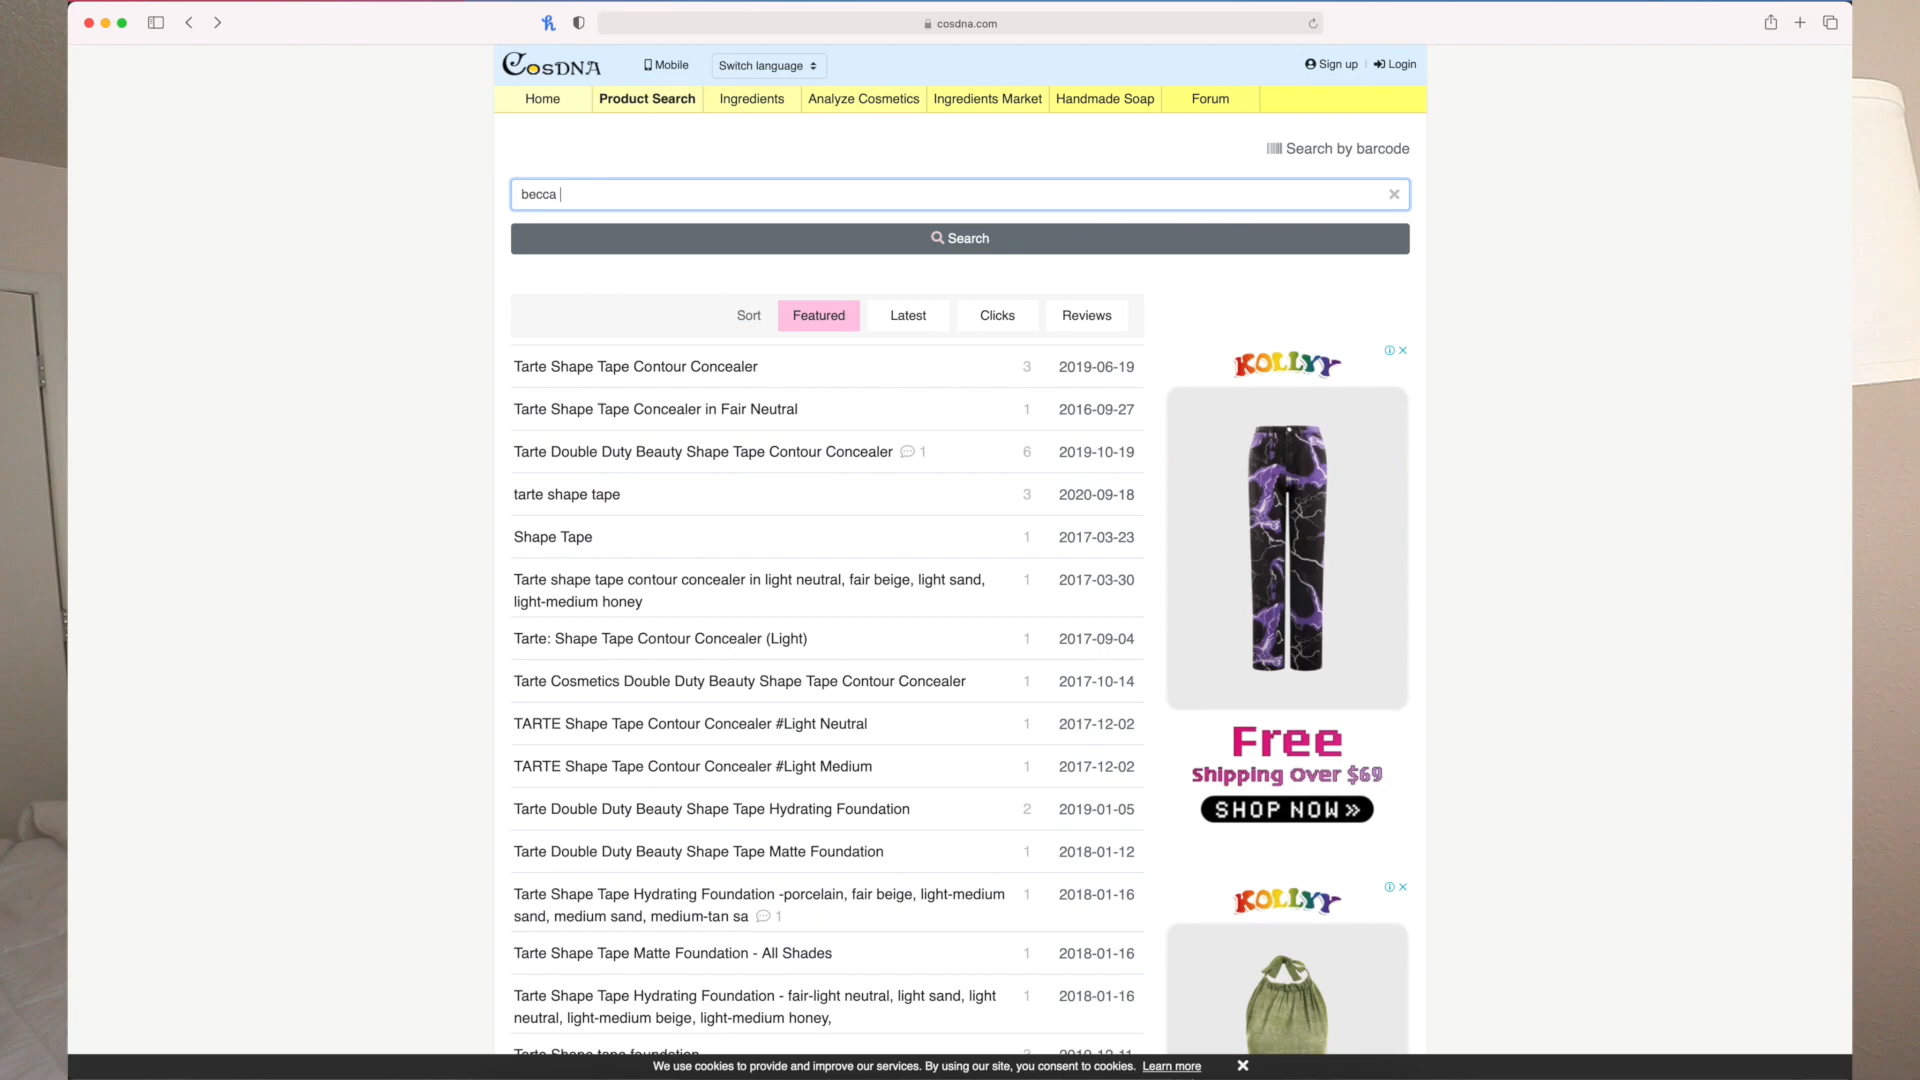 cosdna.com
COSDNA
Mobile
Switch language
Sign up
Login
Home
Product Search
Ingredients
Analyze Cosmetics
Ingredients Market
Handmade Soap
Forum
Search by barcode
becca
Search
Sort
Featured
Latest
Clicks
Reviews
Tarte Shape Tape Contour Concealer 3 2019-06-19
Tarte Shape Tape Concealer in Fair Neutral 1 2016-09-27
Tarte Double Duty Beauty Shape Tape Contour Concealer 1 6 2019-10-19
tarte shape tape 3 2020-09-18
Shape Tape 1 2017-03-23
Tarte shape tape contour concealer in light neutral, fair beige, light sand, 1 2017-03-30
light-medium honey
Tarte: Shape Tape Contour Concealer (Light) 1 2017-09-04
Tarte Cosmetics Double Duty Beauty Shape Tape Contour Concealer 1 2017-10-14
TARTE Shape Tape Contour Concealer #Light Neutral 1 2017-12-02
TARTE Shape Tape Contour Concealer #Light Medium 1 2017-12-02
Tarte Double Duty Beauty Shape Tape Hydrating Foundation 2 2019-01-05
Tarte Double Duty Beauty Shape Tape Matte Foundation 1 2018-01-12
Tarte Shape Tape Hydrating Foundation -porcelain, fair beige, light-medium 1 2018-01-16
sand, medium sand, medium-tan sa 1
Tarte Shape Tape Matte Foundation - All Shades 1 2018-01-16
Tarte Shape Tape Hydrating Foundation - fair-light neutral, light sand, light 1 2018-01-16
neutral, light-medium beige, light-medium honey,
Tarte Shape tape foundation
KOLLYY
Free
Shipping Over $69
SHOP NOW »
KOLLYY
We use cookies to provide and improve our services. By using our site, you consent to cookies. Learn more